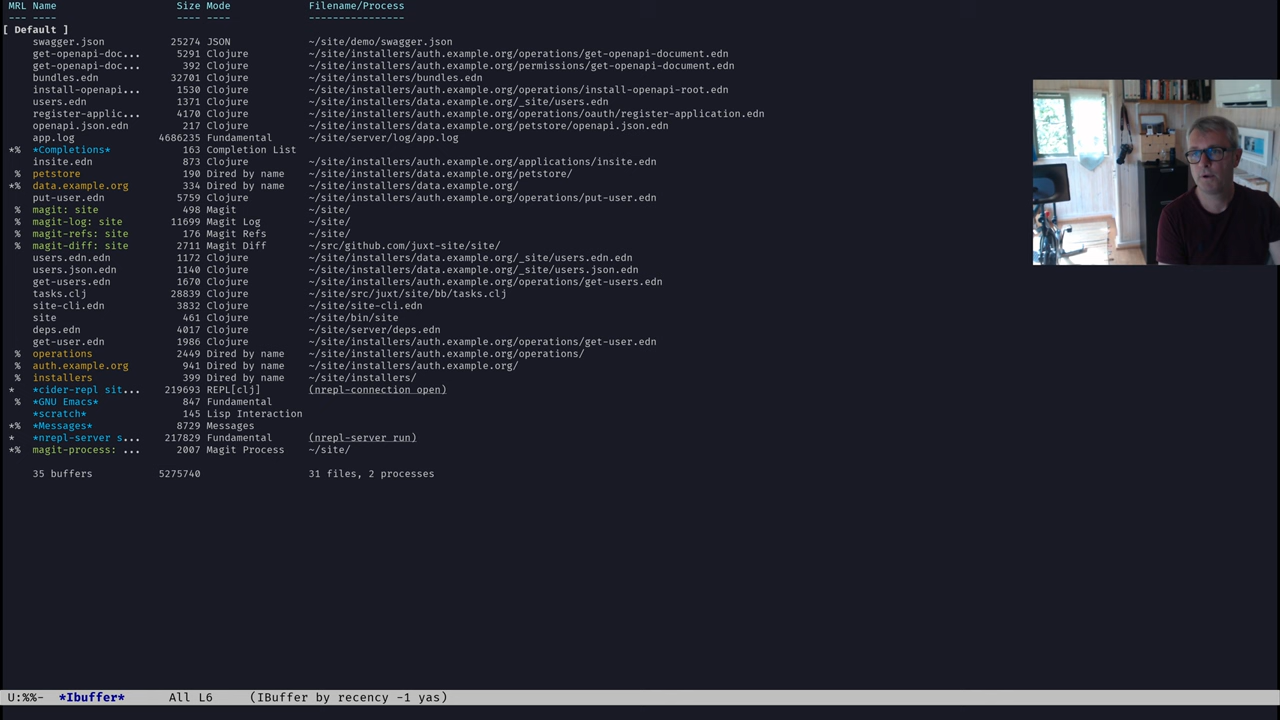 MRL Name Size Mode Filename/Process
--- ---- ---- ---- ----------------
[ Default ]
swagger.json 25274 JSON ~/site/demo/swagger.json
get-openapi-doc... 5291 Clojure ~/site/installers/auth.example.org/operations/get-openapi-document.edn
get-openapi-doc... 392 Clojure ~/site/installers/auth.example.org/permissions/get-openapi-document.edn
bundles.edn 32701 Clojure ~/site/installers/bundles.edn
install-openapi... 1530 Clojure ~/site/installers/auth.example.org/operations/install-openapi-root.edn
users.edn 1371 Clojure ~/site/installers/data.example.org/_site/users.edn
register-applic... 4170 Clojure ~/site/installers/auth.example.org/operations/oauth/register-application.edn
openapi.json.edn 217 Clojure ~/site/installers/data.example.org/petstore/openapi.json.edn
app.log 4686235 Fundamental ~/site/server/log/app.log
*% *Completions* 163 Completion List
insite.edn 873 Clojure ~/site/installers/auth.example.org/applications/insite.edn
% petstore 190 Dired by name ~/site/installers/data.example.org/petstore/
*% data.example.org 334 Dired by name ~/site/installers/data.example.org/
put-user.edn 5759 Clojure ~/site/installers/auth.example.org/operations/put-user.edn
% magit: site 498 Magit ~/site/
% magit-log: site 11699 Magit Log ~/site/
% magit-refs: site 176 Magit Refs ~/site/
% magit-diff: site 2711 Magit Diff ~/src/github.com/juxt-site/site/
users.edn.edn 1172 Clojure ~/site/installers/data.example.org/_site/users.edn.edn
users.json.edn 1140 Clojure ~/site/installers/data.example.org/_site/users.json.edn
get-users.edn 1670 Clojure ~/site/installers/auth.example.org/operations/get-users.edn
tasks.clj 28839 Clojure ~/site/src/juxt/site/bb/tasks.clj
site-cli.edn 3832 Clojure ~/site/site-cli.edn
site 461 Clojure ~/site/bin/site
deps.edn 4017 Clojure ~/site/server/deps.edn
get-user.edn 1986 Clojure ~/site/installers/auth.example.org/operations/get-user.edn
% operations 2449 Dired by name ~/site/installers/auth.example.org/operations/
% auth.example.org 941 Dired by name ~/site/installers/auth.example.org/
% installers 399 Dired by name ~/site/installers/
* *cider-repl sit... 219693 REPL[clj] (nrepl-connection open)
% *GNU Emacs* 847 Fundamental
*scratch* 145 Lisp Interaction
*% *Messages* 8729 Messages
* *nrepl-server s... 217829 Fundamental (nrepl-server run)
*% magit-process: ... 2007 Magit Process ~/site/
35 buffers 5275740 31 files, 2 processes
U:%%- *Ibuffer* All L6 (IBuffer by recency -1 yas)